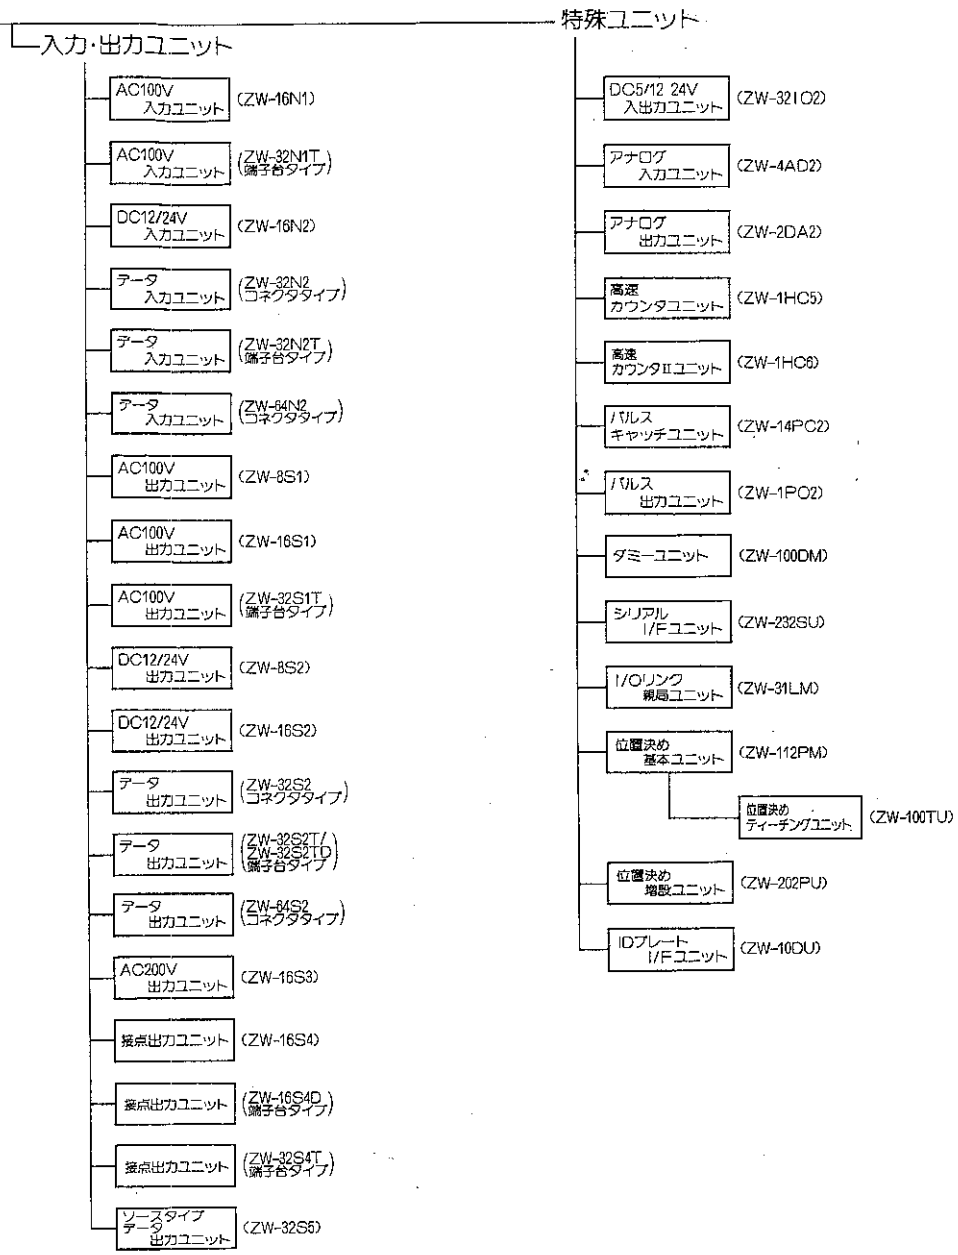 入力・出力ユニット
AC100V
入力ユニット
(ZW-16N1)
AC100V
入力ユニット
(ZW-32N1T
端子台タイプ)
DC12/24V
入力ユニット
(ZW-16N2)
データ
入力ユニット
(ZW-32N2
コネクタタイプ)
データ
入力ユニット
(ZW-32N2T
端子台タイプ)
データ
入力ユニット
(ZW-64N2
コネクタタイプ)
AC100V
出力ユニット
(ZW-8S1)
AC100V
出力ユニット
(ZW-16S1)
AC100V
出力ユニット
(ZW-32S1T
端子台タイプ)
DC12/24V
出力ユニット
(ZW-8S2)
DC12/24V
出力ユニット
(ZW-16S2)
データ
出力ユニット
(ZW-32S2
コネクタタイプ)
データ
出力ユニット
(ZW-32S2T/
ZW-32S2TD
端子台タイプ)
データ
出力ユニット
(ZW-64S2
コネクタタイプ)
AC200V
出力ユニット
(ZW-16S3)
接点出力ユニット
(ZW-16S4)
接点出力ユニット
(ZW-16S4D
端子台タイプ)
接点出力ユニット
(ZW-32S4T
端子台タイプ)
ソースタイプ
データ
出力ユニット
(ZW-32S5)
特殊ユニット
DC5/12 24V
入出力ユニット
(ZW-32IO2)
アナログ
入力ユニット
(ZW-4AD2)
アナログ
出力ユニット
(ZW-2DA2)
高速
カウンタユニット
(ZW-1HC5)
高速
カウンタIIユニット
(ZW-1HC6)
パルス
キャッチユニット
(ZW-14PC2)
パルス
出力ユニット
(ZW-1PO2)
ダミーユニット
(ZW-100DM)
シリアル
I/Fユニット
(ZW-232SU)
I/Oリンク
親局ユニット
(ZW-31LM)
位置決め
基本ユニット
(ZW-112PM)
位置決め
ティーチングユニット
(ZW-100TU)
位置決め
増設ユニット
(ZW-202PU)
IDプレート
I/Fユニット
(ZW-10DU)